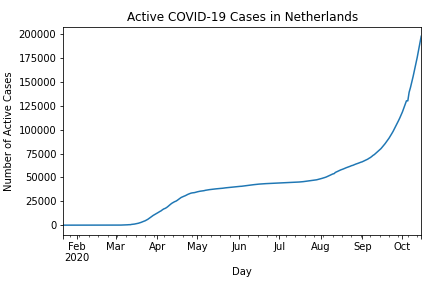 Active COVID-19 Cases in Netherlands
200000
175000
150000
125000
100000
75000
50000
25000
0
Number of Active Cases
Feb Mar Apr May Jun Jul Aug Sep Oct
2020
Day